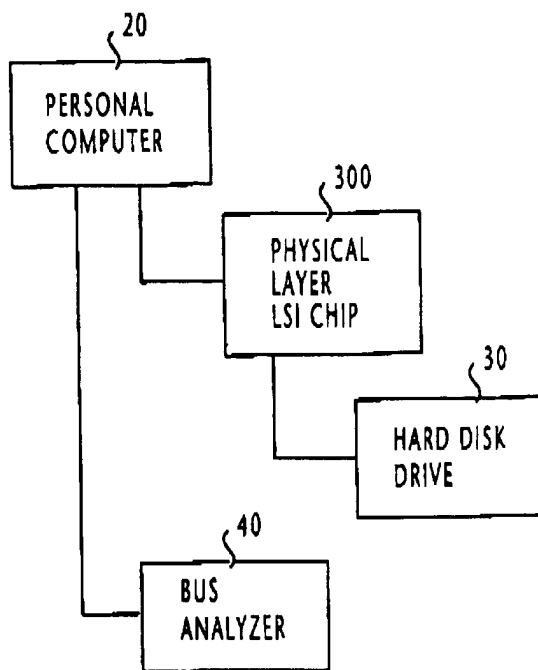 20
PERSONAL
COMPUTER
300
PHYSICAL
LAYER
LSI CHIP
30
HARD DISK
DRIVE
40
BUS
ANALYZER